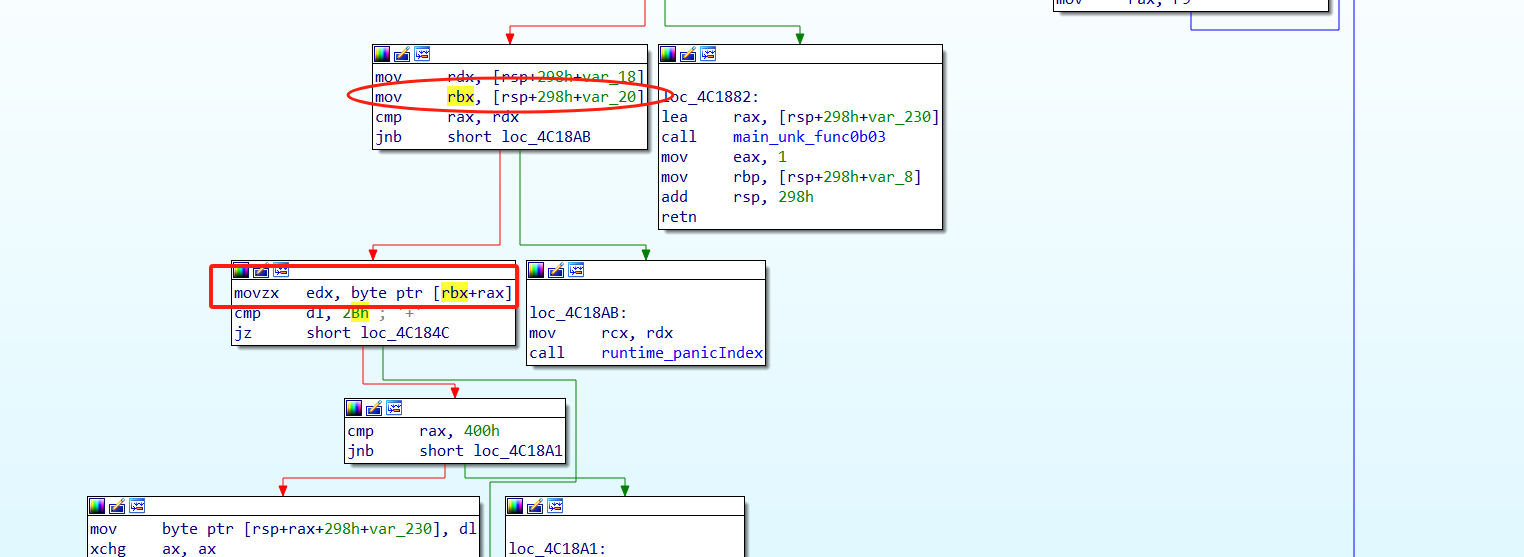 mov rdx, [rsp+298h+var_18]
mov rbx, [rsp+298h+var_20]
cmp rax, rdx
jnb short loc_4C18AB
loc_4C1882:
lea rax, [rsp+298h+var_230]
call main_unk_func0b03
mov eax, 1
mov rbp, [rsp+298h+var_8]
add rsp, 298h
retn
movzx edx, byte ptr [rbx+rax]
cmp dl, 2Bh ; '+'
jz short loc_4C184C
loc_4C18AB:
mov rcx, rdx
call runtime_panicIndex
cmp rax, 400h
jnb short loc_4C18A1
mov byte ptr [rsp+rax+298h+var_230], dl
xchg ax, ax
loc_4C18A1: